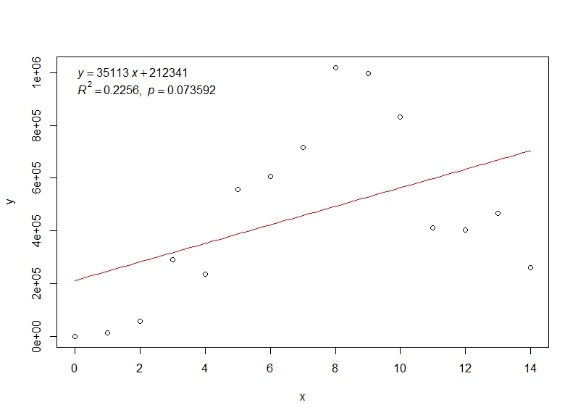 y = 35113 x + 212341
R² = 0.2256, p = 0.073592
1e+06
8e+05
6e+05
4e+05
2e+05
0e+00
y
0 2 4 6 8 10 12 14
x